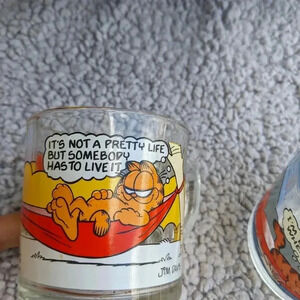 IT'S NOT A PRETTY LIFE
BUT SOMEBODY
HAS TO LIVE IT